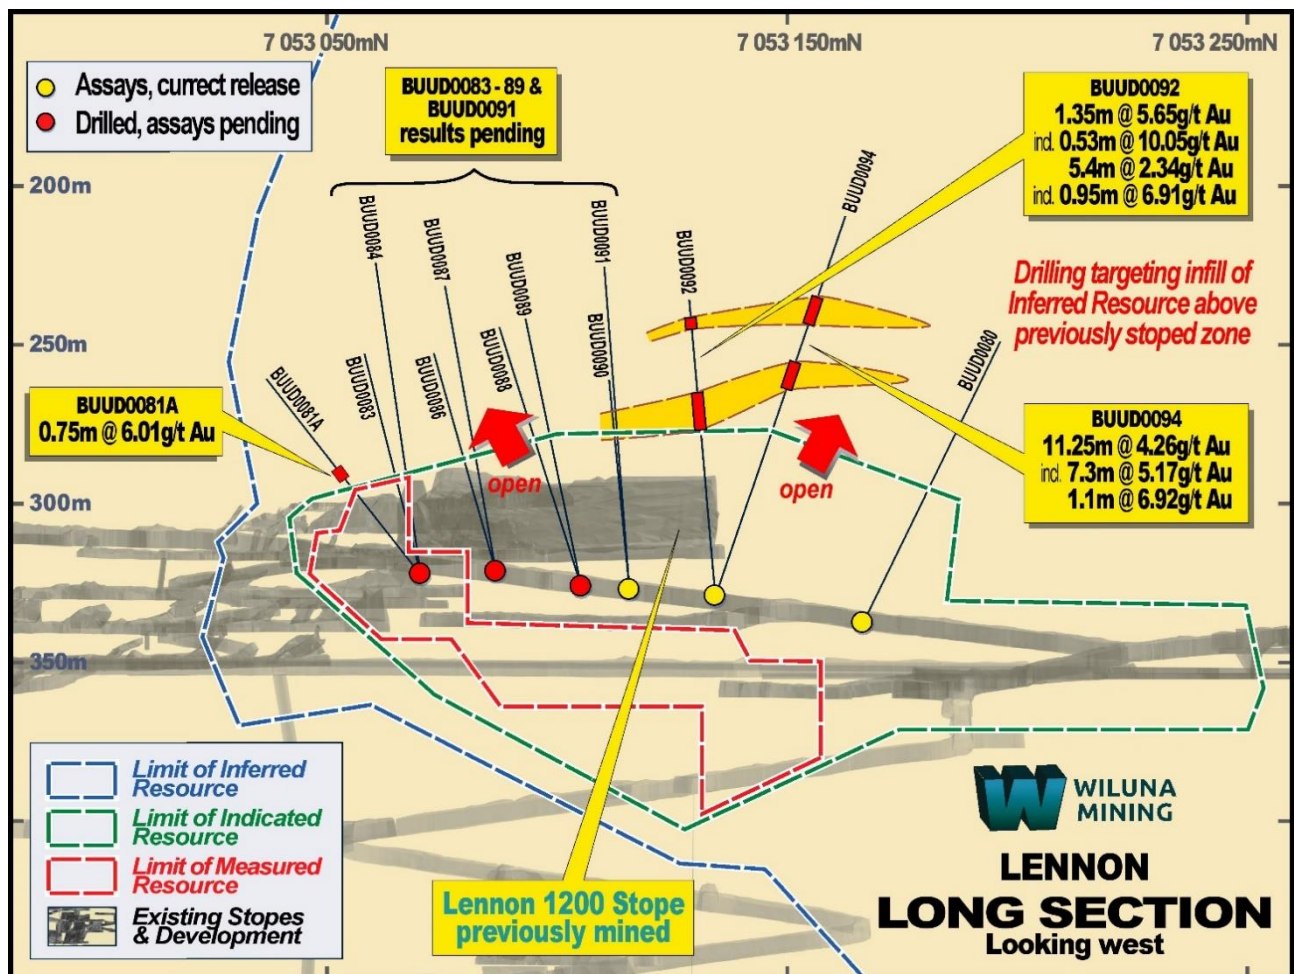 7 053 050mN
7 053 150mN
7 053 250mN
Assays, currect release
Drilled, assays pending
BUUD0083 - 89 &
BUUD0091
results pending
BUUD0092
1.35m @ 5.65g/t Au
incl. 0.53m @ 10.05g/t Au
5.4m @ 2.34g/t Au
incl. 0.95m @ 6.91g/t Au
200m
BUUD0084
BUUD0087
BUUD0089
BUUD0091
BUUD0092
BUUD0094
Drilling targeting infill of
Inferred Resource above
previously stoped zone
250m
BUUD0081A
BUUD0083
BUUD0086
BUUD0088
BUUD0090
BUUD0080
BUUD0081A
0.75m @ 6.01g/t Au
BUUD0094
11.25m @ 4.26g/t Au
incl. 7.3m @ 5.17g/t Au
1.1m @ 6.92g/t Au
open
open
300m
350m
Limit of Inferred
Resource
Limit of Indicated
Resource
Limit of Measured
Resource
Existing Stopes
& Development
Lennon 1200 Stope
previously mined
WILUNA
MINING
LENNON
LONG SECTION
Looking west